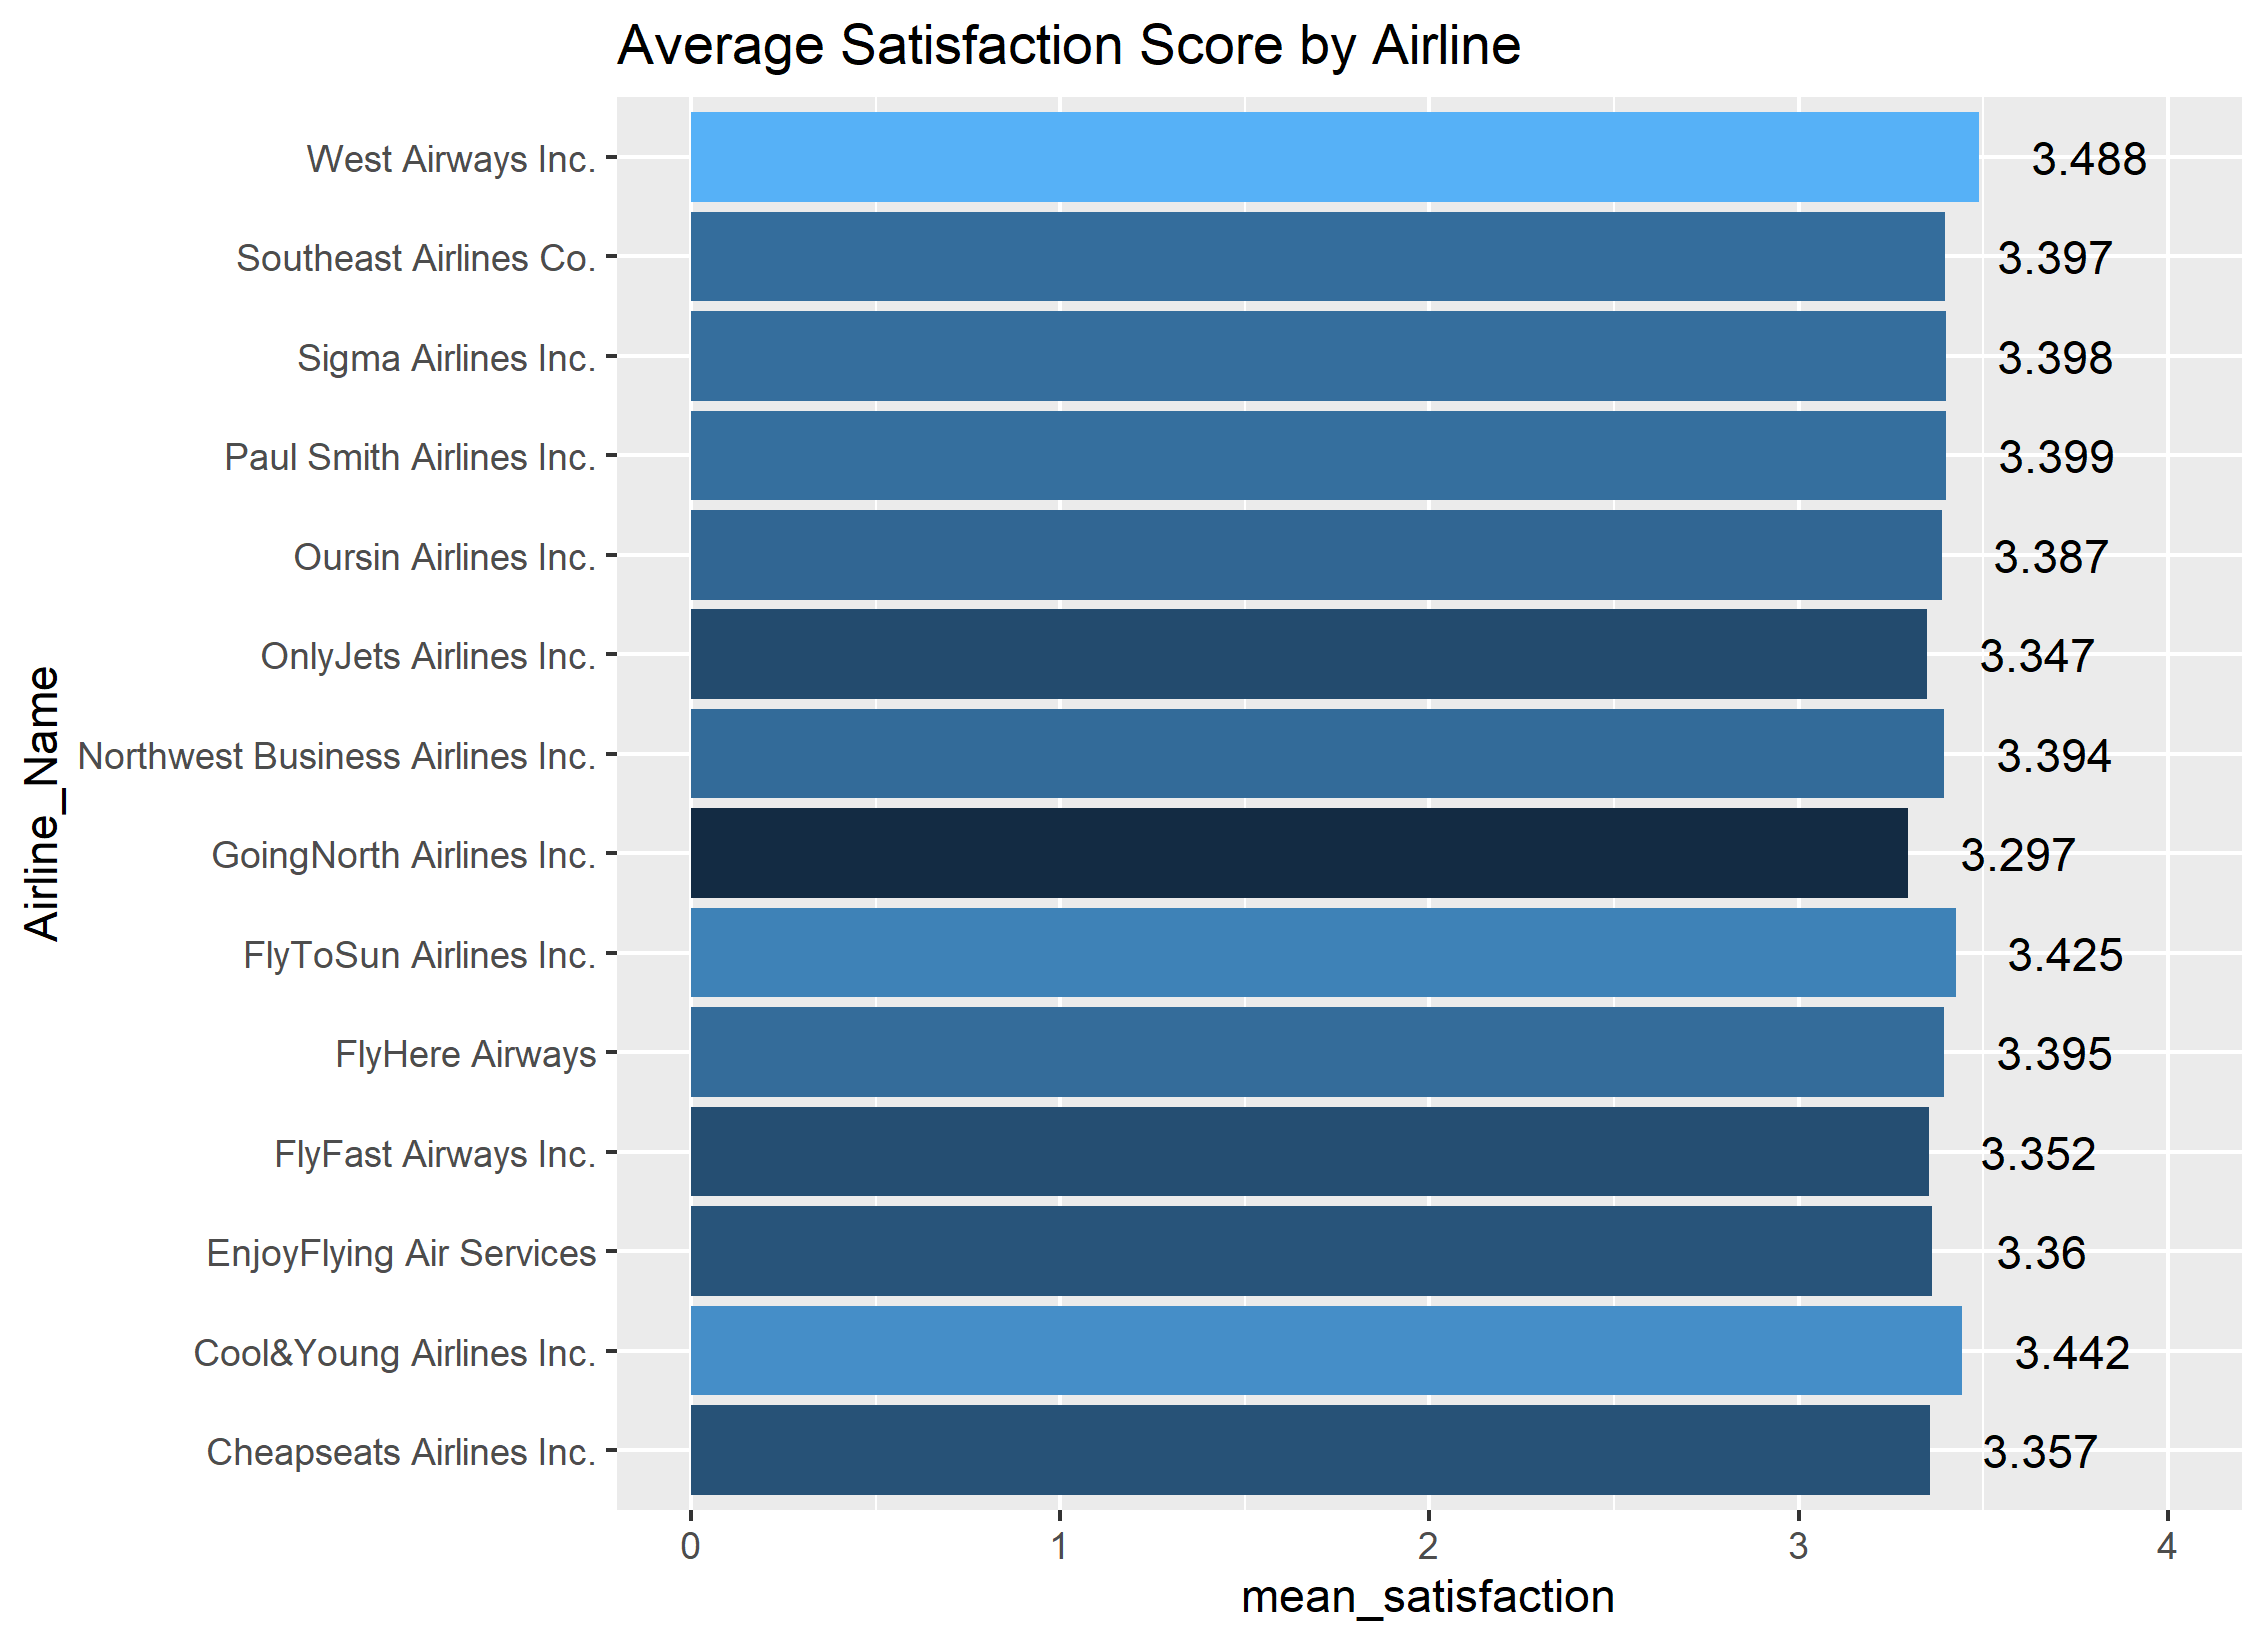 Average Satisfaction Score by Airline
West Airways Inc. 3.488
Southeast Airlines Co. 3.397
Sigma Airlines Inc. 3.398
Paul Smith Airlines Inc. 3.399
Oursin Airlines Inc. 3.387
OnlyJets Airlines Inc. 3.347
Northwest Business Airlines Inc. 3.394
GoingNorth Airlines Inc. 3.297
FlyToSun Airlines Inc. 3.425
FlyHere Airways 3.395
FlyFast Airways Inc. 3.352
EnjoyFlying Air Services 3.36
Cool&Young Airlines Inc. 3.442
Cheapseats Airlines Inc. 3.357
Airline_Name
0 1 2 3 4
mean_satisfaction